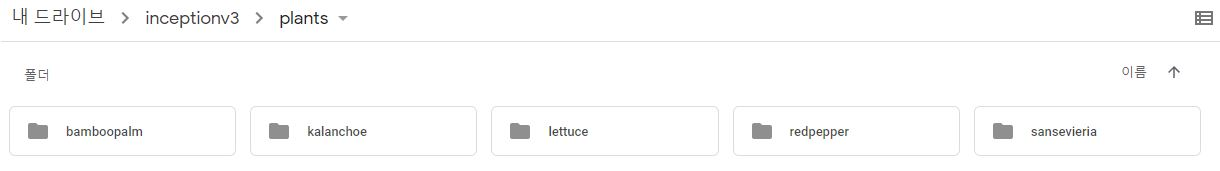 내 드라이브 > inceptionv3 > plants
폴더 이름
bamboopalm kalanchoe lettuce redpepper sansevieria